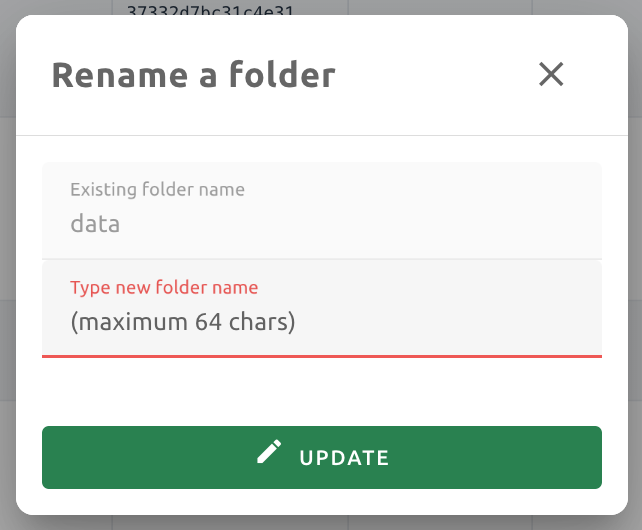 37332d7bc31c4e31
Rename a folder
Existing folder name
data
Type new folder name
(maximum 64 chars)
UPDATE